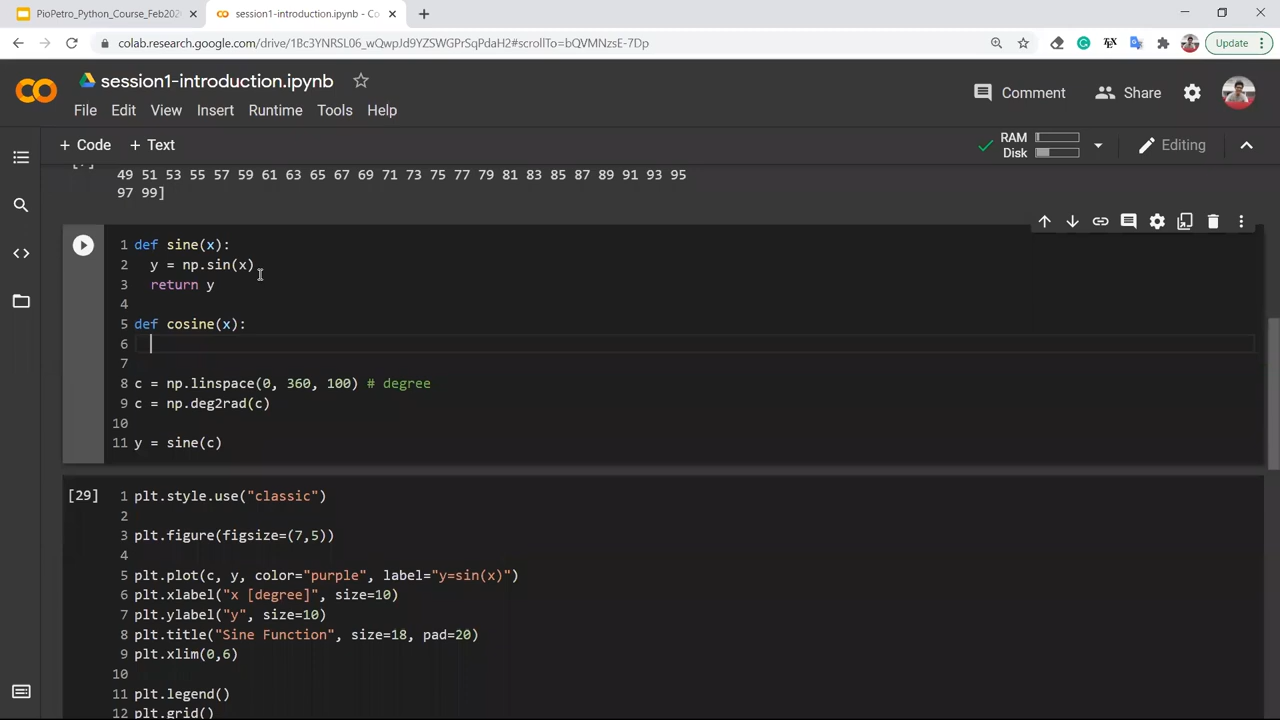 PioPetro_Python_Course_Feb202
session1-introduction.ipynb - Co
colab.research.google.com/drive/1Bc3YNRSL06_wQwpJd9YZSWGPrSqPdaH2#scrollTo=bQVMNzsE-7Dp
Update
session1-introduction.ipynb
Comment
Share
File Edit View Insert Runtime Tools Help
+ Code + Text
RAM
Disk
Editing
49 51 53 55 57 59 61 63 65 67 69 71 73 75 77 79 81 83 85 87 89 91 93 95
97 99]
1 def sine(x):
2 y = np.sin(x)
3 return y
4
5 def cosine(x):
6
7
8 c = np.linspace(0, 360, 100) # degree
9 c = np.deg2rad(c)
10
11 y = sine(c)
[29] 1 plt.style.use("classic")
2
3 plt.figure(figsize=(7,5))
4
5 plt.plot(c, y, color="purple", label="y=sin(x)")
6 plt.xlabel("x [degree]", size=10)
7 plt.ylabel("y", size=10)
8 plt.title("Sine Function", size=18, pad=20)
9 plt.xlim(0,6)
10
11 plt.legend()
12 plt.grid()